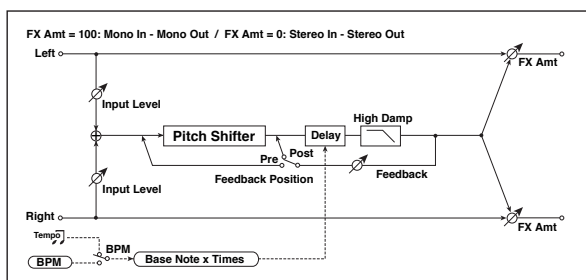 FX Amt = 100: Mono In - Mono Out / FX Amt = 0: Stereo In - Stereo Out
Left
FX Amt
Input Level
High Damp
Pitch Shifter
Delay
Post
Pre
Feedback Position
Feedback
Input Level
Right
FX Amt
Tempo
BPM
BPM
Base Note x Times